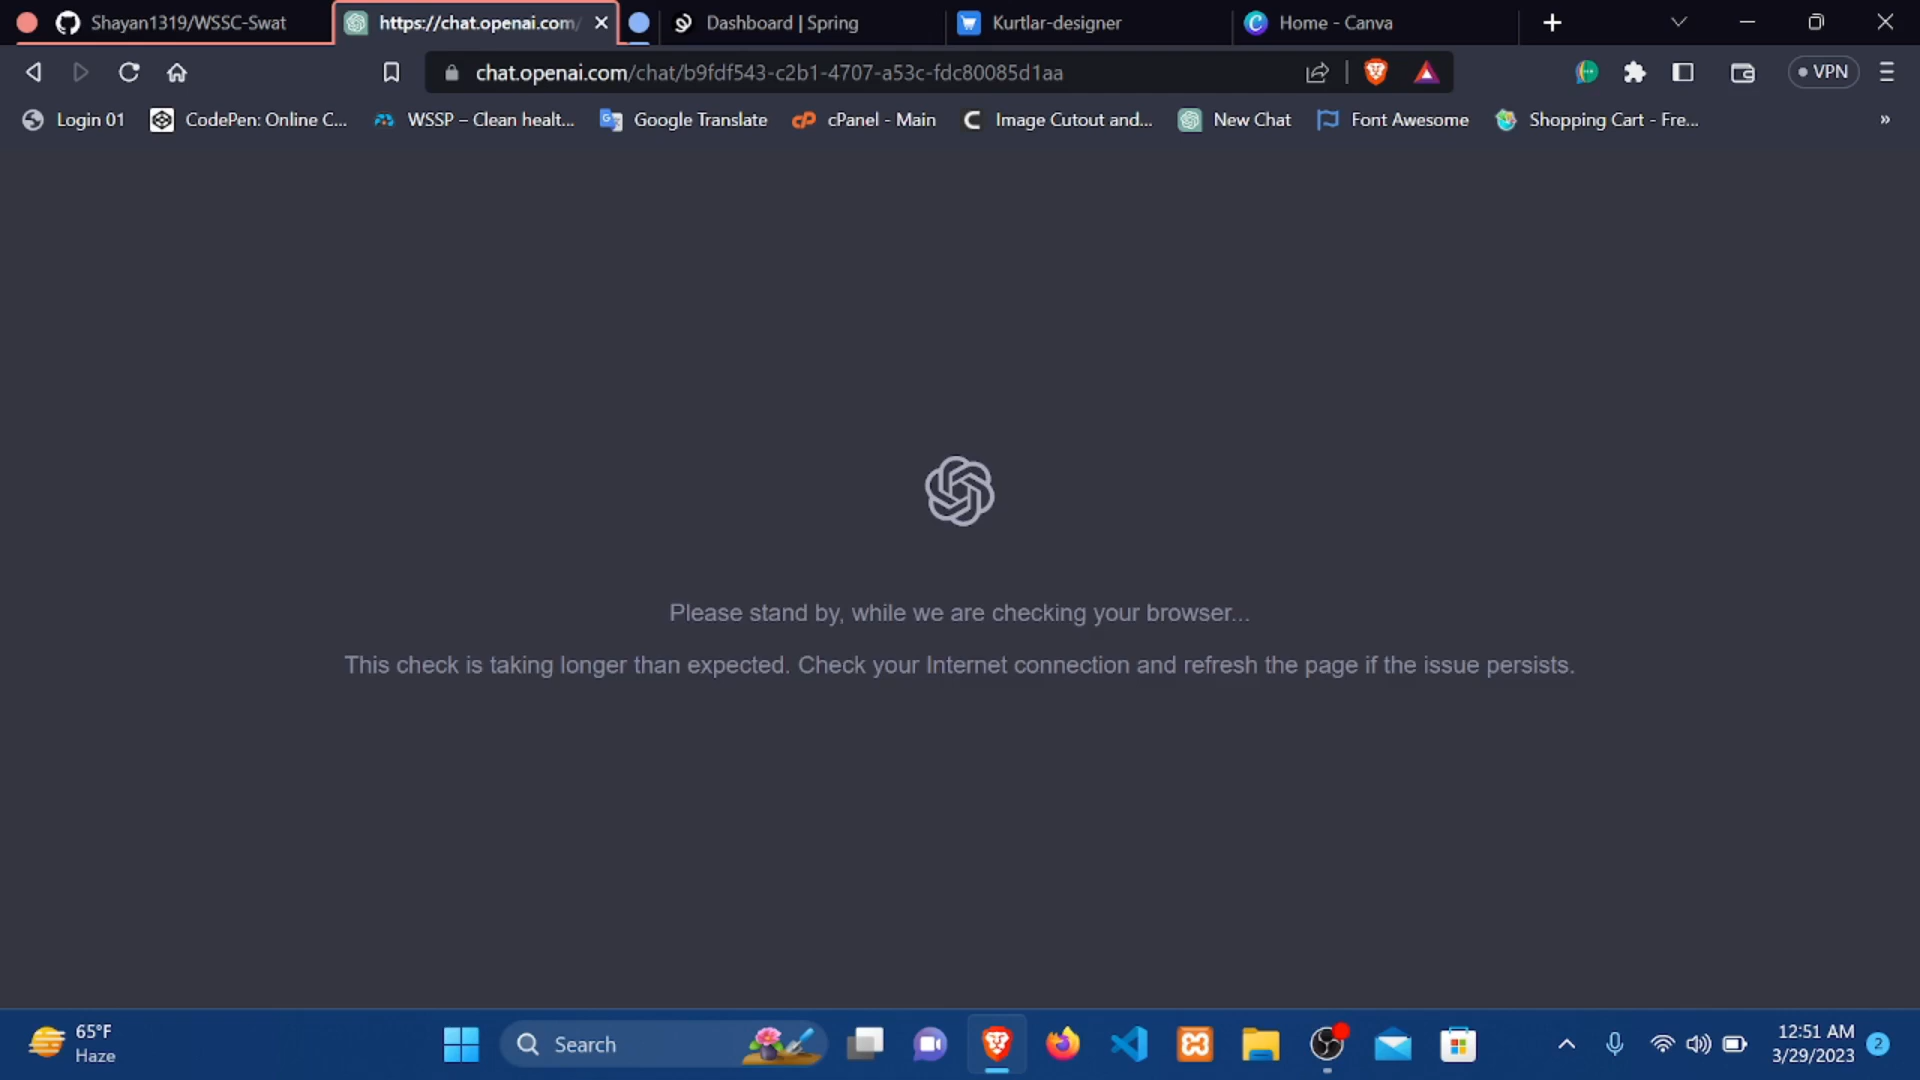 Shayan1319/WSSC-Swat
https://chat.openai.com/
Dashboard | Spring
Kurtlar-designer
Home - Canva
chat.openai.com/chat/b9fdf543-c2b1-4707-a53c-fdc80085d1aa
VPN
Login 01
CodePen: Online C...
WSSP – Clean healt...
Google Translate
cPanel - Main
Image Cutout and...
New Chat
Font Awesome
Shopping Cart - Fre...
»
Please stand by, while we are checking your browser...
This check is taking longer than expected. Check your Internet connection and refresh the page if the issue persists.
65°F
Haze
Search
12:51 AM
3/29/2023
2